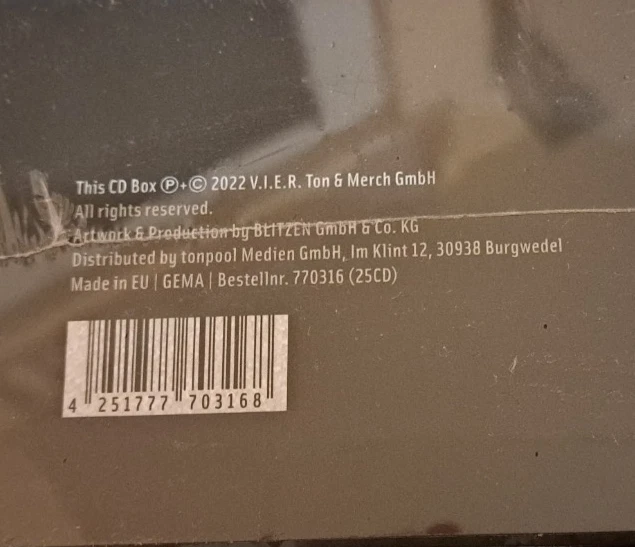 This CD Box Ⓟ+© 2022 V.I.E.R. Ton & Merch GmbH
All rights reserved.
Artwork & Production by BLITZEN GmbH & Co. KG
Distributed by tonpool Medien GmbH, Im Klint 12, 30938 Burgwedel
Made in EU | GEMA | Bestellnr. 770316 (25CD)
4 251777 703168